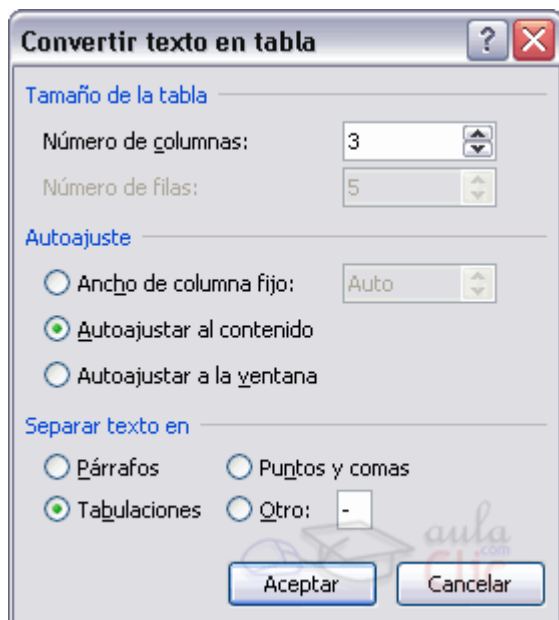 Convertir texto en tabla
?
Tamaño de la tabla
Número de columnas: 3
Número de filas: 5
Autoajuste
Ancho de columna fijo: Auto
Autoajustar al contenido
Autoajustar a la ventana
Separar texto en
Párrafos Puntos y comas
Tabulaciones Otro: -
aula
.com
Clic
Aceptar Cancelar